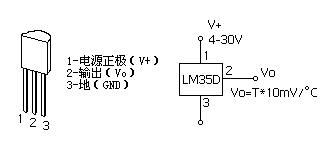 1-电源正极(V+)
2-输出(Vo)
3-地(GND)
1 2 3
V+
4-30V
1
LM35D
2
Vo
Vo=T*10mV/°C
3